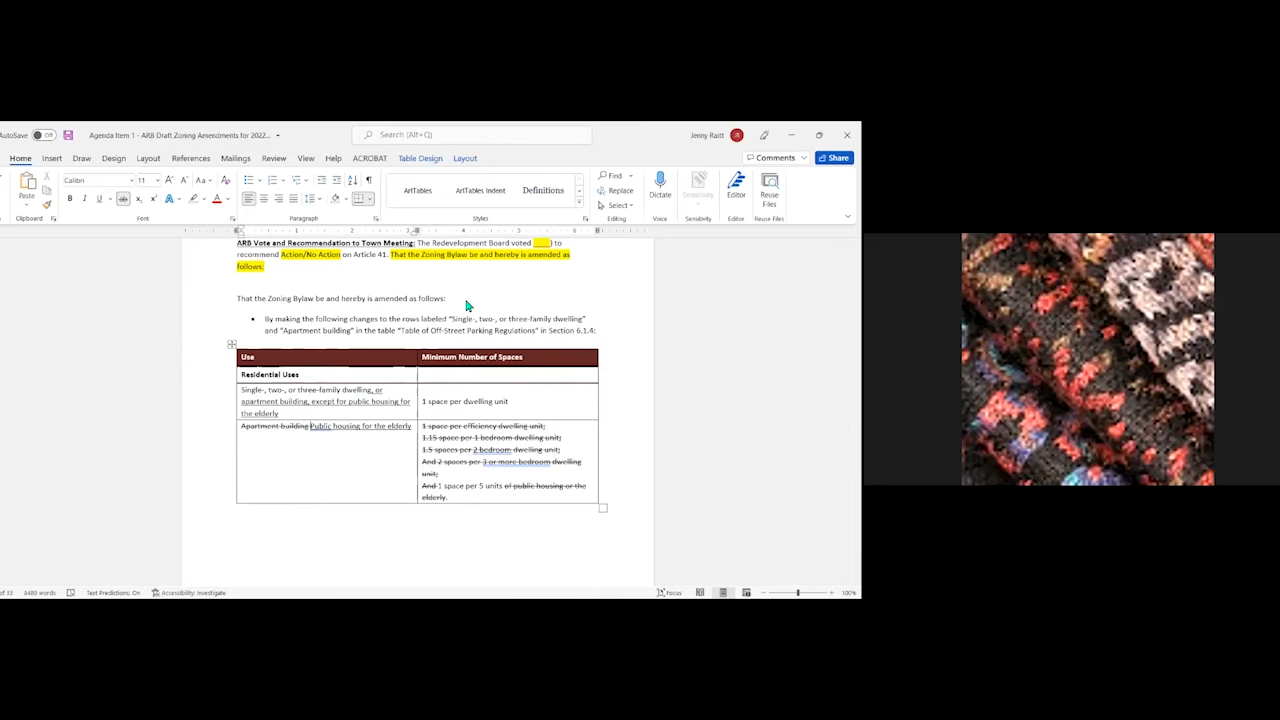 AutoSave Off Agenda Item 1 - ARB Draft Zoning Amendments for 2022... Search (Alt+Q) Jenny Raitt
Home Insert Draw Design Layout References Mailings Review View Help ACROBAT Table Design Layout Comments Share
Paste
Calibri 11
ArtTables ArtTables Indent Definitions
Find
Replace
Select
Dictate Sensitivity Editor Reuse Files
Clipboard Font Paragraph Styles Editing Voice Sensitivity Editor Reuse Files
ARB Vote and Recommendation to Town Meeting: The Redevelopment Board voted ____) to
recommend Action/No Action on Article 41. That the Zoning Bylaw be and hereby is amended as
follows:
That the Zoning Bylaw be and hereby is amended as follows:
• By making the following changes to the rows labeled "Single-, two-, or three-family dwelling"
and "Apartment building" in the table "Table of Off-Street Parking Regulations" in Section 6.1.4:
Use Minimum Number of Spaces
Residential Uses
Single-, two-, or three-family dwelling, or
apartment building, except for public housing for
the elderly
1 space per dwelling unit
Apartment building Public housing for the elderly
1 space per efficiency dwelling unit;
1.15 space per 1 bedroom dwelling unit;
1.5 spaces per 2 bedroom dwelling unit;
And 2 spaces per 3 or more bedroom dwelling
unit;
And 1 space per 5 units of public housing or the
elderly.
of 33 8480 words Text Predictions: On Accessibility: Investigate Focus 100%